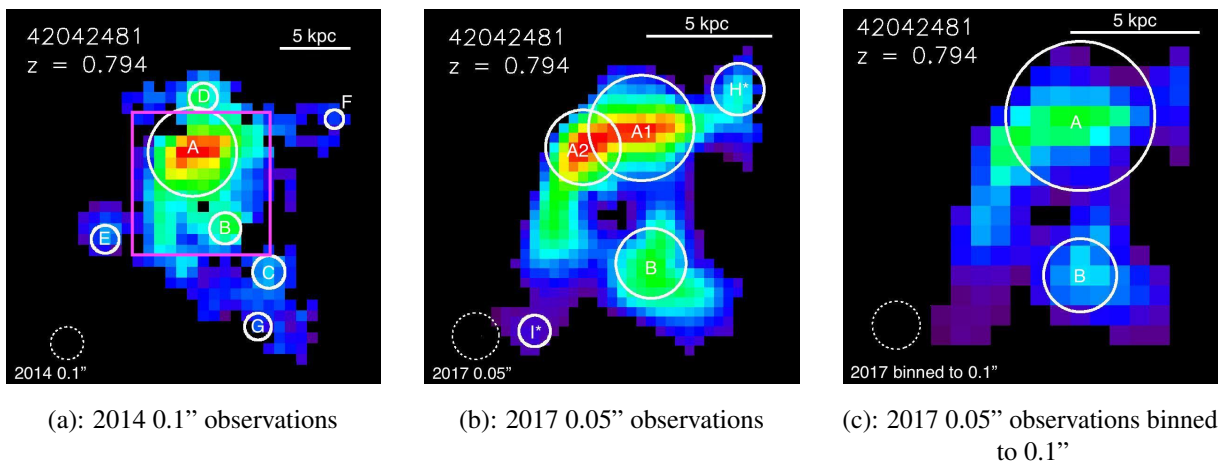 42042481
z = 0.794
5 kpc
D
F
A
B
E
C
G
2014 0.1”
42042481
z = 0.794
5 kpc
H*
A1
A2
B
I*
2017 0.05”
42042481
z = 0.794
5 kpc
A
B
2017 binned to 0.1”
(a): 2014 0.1” observations
(b): 2017 0.05” observations
(c): 2017 0.05” observations binned
to 0.1”